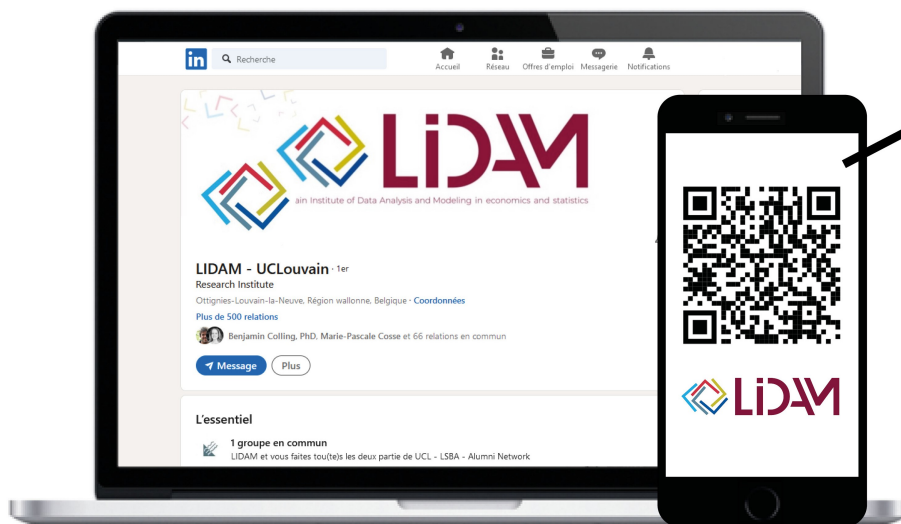 in
Recherche
Accueil
Réseau
Offres d'emploi
Messagerie
Notifications
LiDAM
ain Institute of Data Analysis and Modeling in economics and statistics
LIDAM - UCLouvain · 1er
Research Institute
Ottignies-Louvain-la-Neuve, Région wallonne, Belgique · Coordonnées
Plus de 500 relations
Benjamin Colling, PhD, Marie-Pascale Cosse et 66 relations en commun
Message
Plus
L'essentiel
1 groupe en commun
LIDAM et vous faites tou(te)s les deux partie de UCL - LSBA - Alumni Network
LiDAM